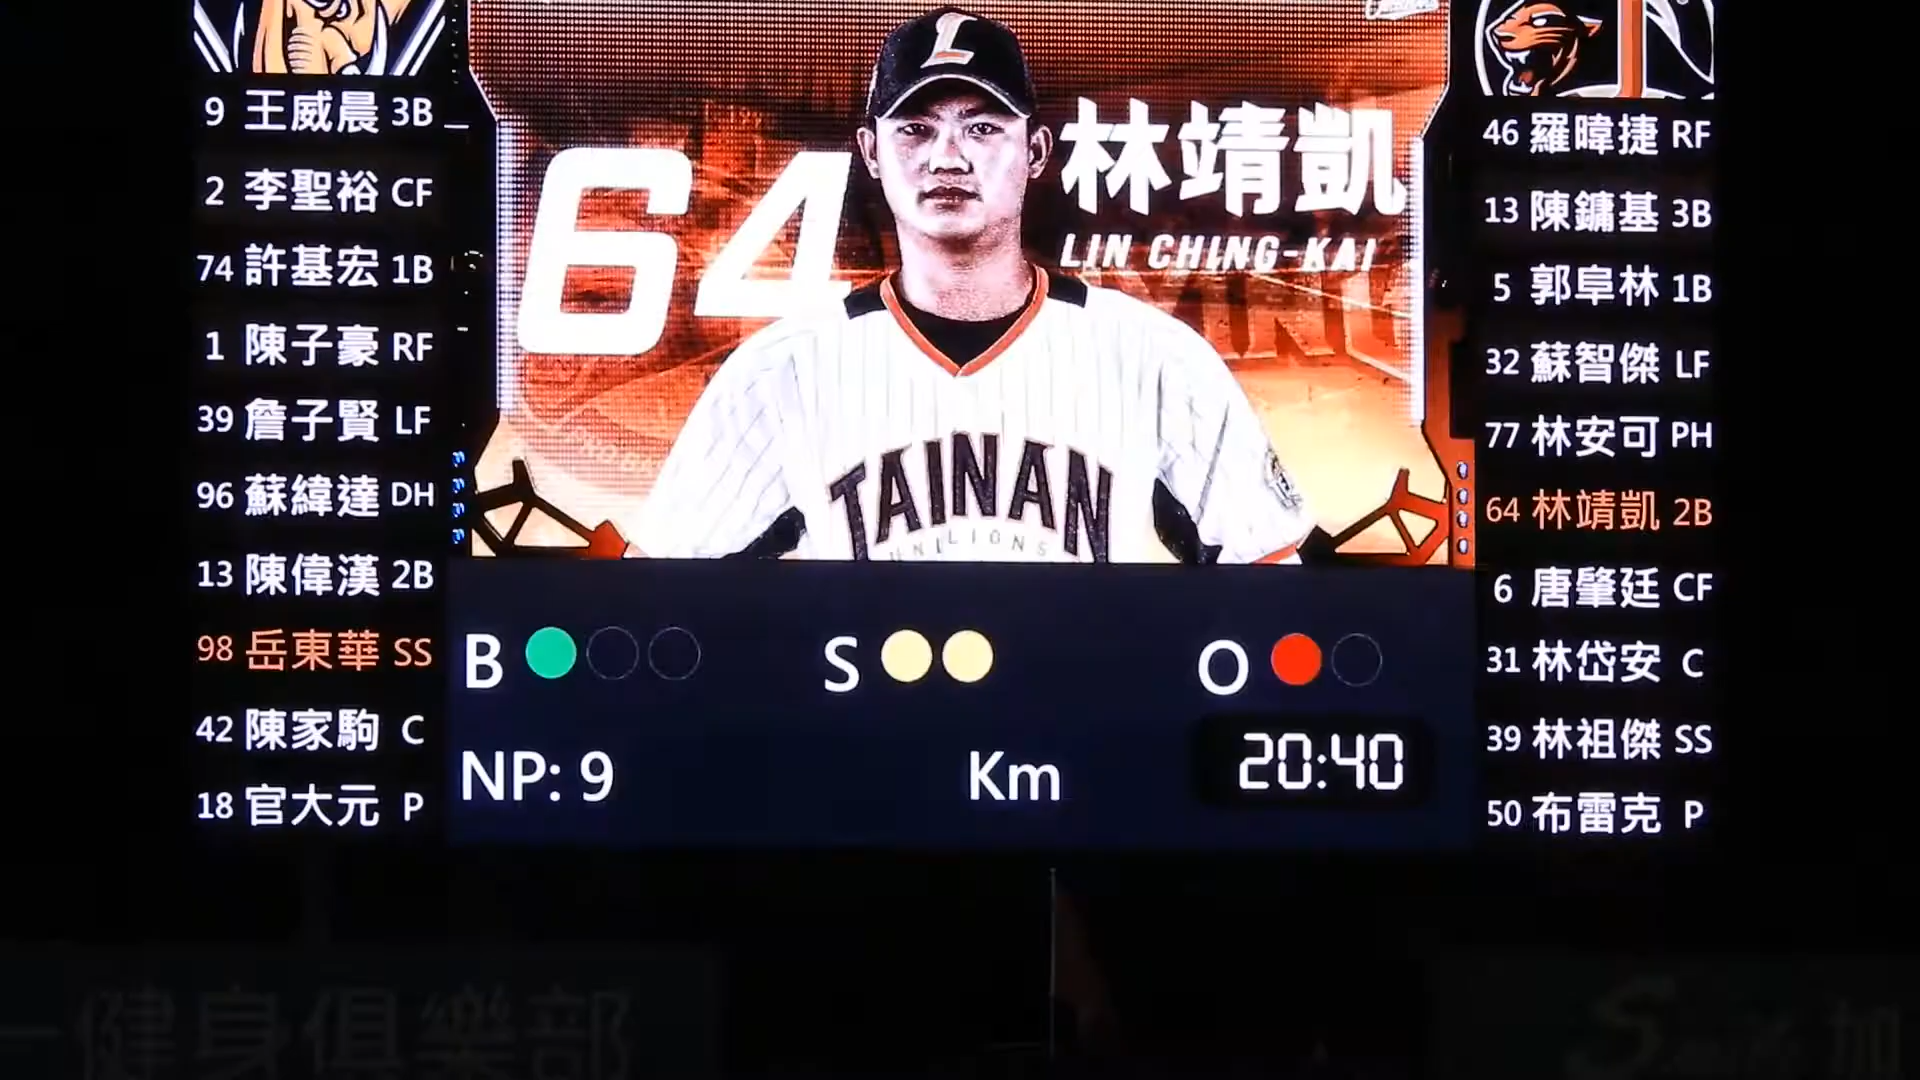 9 王威晨 3B
2 李聖裕 CF
74 許基宏 1B
1 陳子豪 RF
39 詹子賢 LF
96 蘇緯達 DH
13 陳偉漢 2B
98 岳東華 SS
42 陳家駒 C
18 官大元 P
L
64
林靖凱
LIN CHING-KAI
TAINAN
UNILIONS
B S O
NP: 9 Km 20:40
46 羅暐捷 RF
13 陳鏞基 3B
5 郭阜林 1B
32 蘇智傑 LF
77 林安可 PH
64 林靖凱 2B
6 唐肇廷 CF
31 林岱安 C
39 林祖傑 SS
50 布雷克 P
健身俱樂部
加